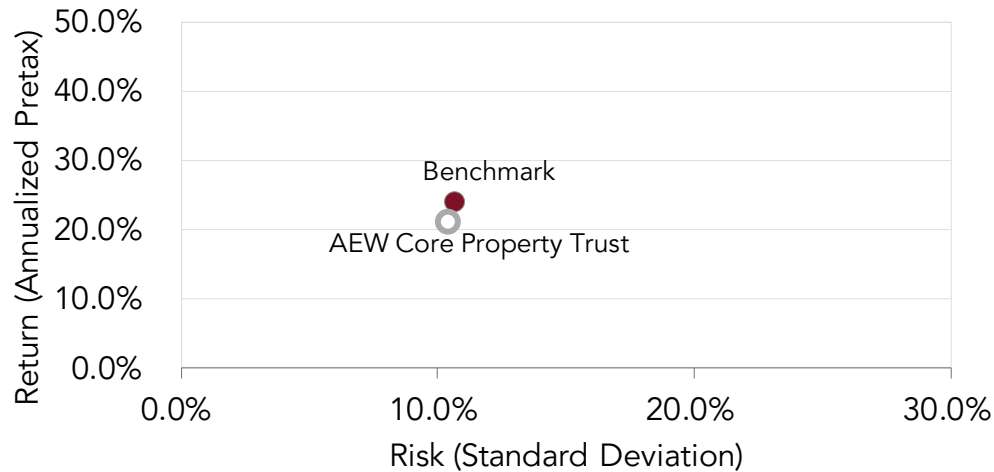 Return (Annualized Pretax)
50.0%
40.0%
30.0%
20.0%
10.0%
0.0%
Benchmark
AEW Core Property Trust
0.0%
10.0%
20.0%
30.0%
Risk (Standard Deviation)